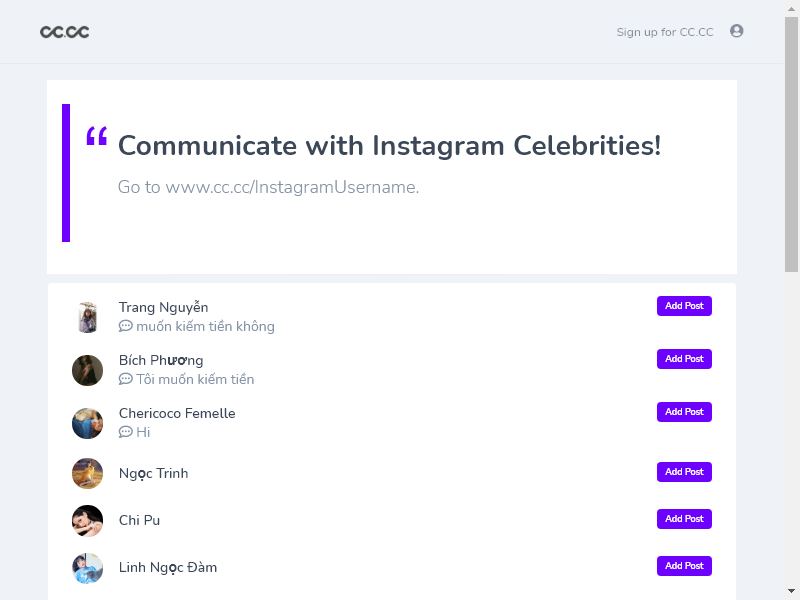 CC.CC
Sign up for CC.CC
“ Communicate with Instagram Celebrities!
Go to www.cc.cc/InstagramUsername.
Trang Nguyễn
Add Post
muốn kiếm tiền không
Bích Phương
Add Post
Tôi muốn kiếm tiền
Chericoco Femelle
Add Post
Hi
Ngọc Trinh
Add Post
Chi Pu
Add Post
Linh Ngọc Đàm
Add Post